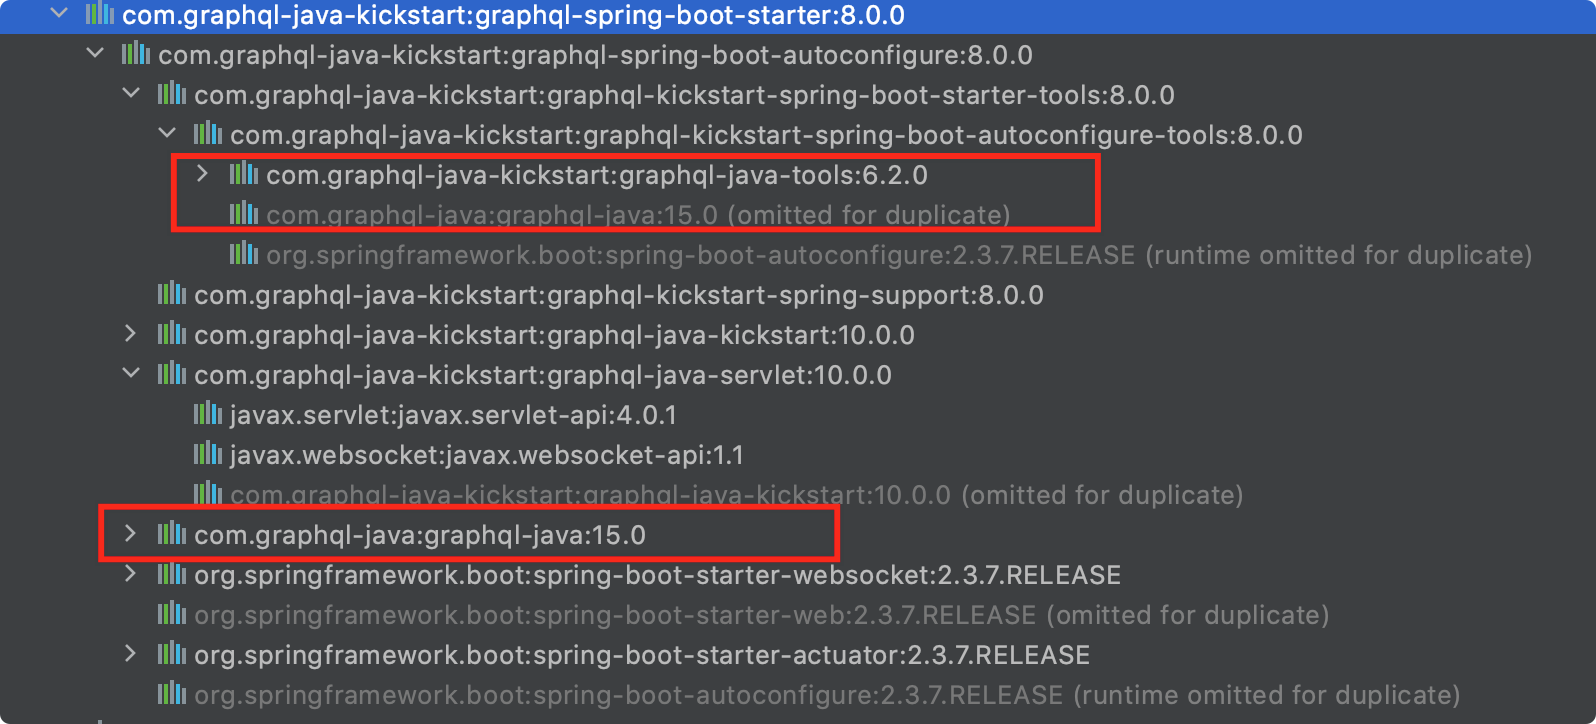 com.graphql-java-kickstart:graphql-spring-boot-starter:8.0.0
com.graphql-java-kickstart:graphql-spring-boot-autoconfigure:8.0.0
com.graphql-java-kickstart:graphql-kickstart-spring-boot-starter-tools:8.0.0
com.graphql-java-kickstart:graphql-kickstart-spring-boot-autoconfigure-tools:8.0.0
com.graphql-java-kickstart:graphql-java-tools:6.2.0
com.graphql-java:graphql-java:15.0 (omitted for duplicate)
org.springframework.boot:spring-boot-autoconfigure:2.3.7.RELEASE (runtime omitted for duplicate)
com.graphql-java-kickstart:graphql-kickstart-spring-support:8.0.0
com.graphql-java-kickstart:graphql-java-kickstart:10.0.0
com.graphql-java-kickstart:graphql-java-servlet:10.0.0
javax.servlet:javax.servlet-api:4.0.1
javax.websocket:javax.websocket-api:1.1
com.graphql-java-kickstart:graphql-java-kickstart:10.0.0 (omitted for duplicate)
com.graphql-java:graphql-java:15.0
org.springframework.boot:spring-boot-starter-websocket:2.3.7.RELEASE
org.springframework.boot:spring-boot-starter-web:2.3.7.RELEASE (omitted for duplicate)
org.springframework.boot:spring-boot-starter-actuator:2.3.7.RELEASE
org.springframework.boot:spring-boot-autoconfigure:2.3.7.RELEASE (runtime omitted for duplicate)